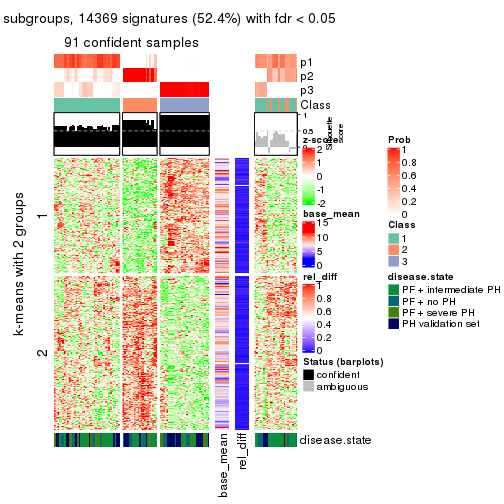 subgroups, 14369 signatures (52.4%) with fdr < 0.05
91 confident samples
p1
p2
p3
Class
1
0.5
0
Silhouette
score
k-means with 2 groups
1
2
base_mean
rel_diff
disease.state
z-score
2
1
0
-1
-2
base_mean
15
10
5
0
rel_diff
1
0.8
0.6
0.4
0.2
0
Status (barplots)
confident
ambiguous
Prob
1
0.8
0.6
0.4
0.2
0
Class
1
2
3
disease.state
PF+ intermediate PH
PF+ no PH
PF+ severe PH
PH validation set